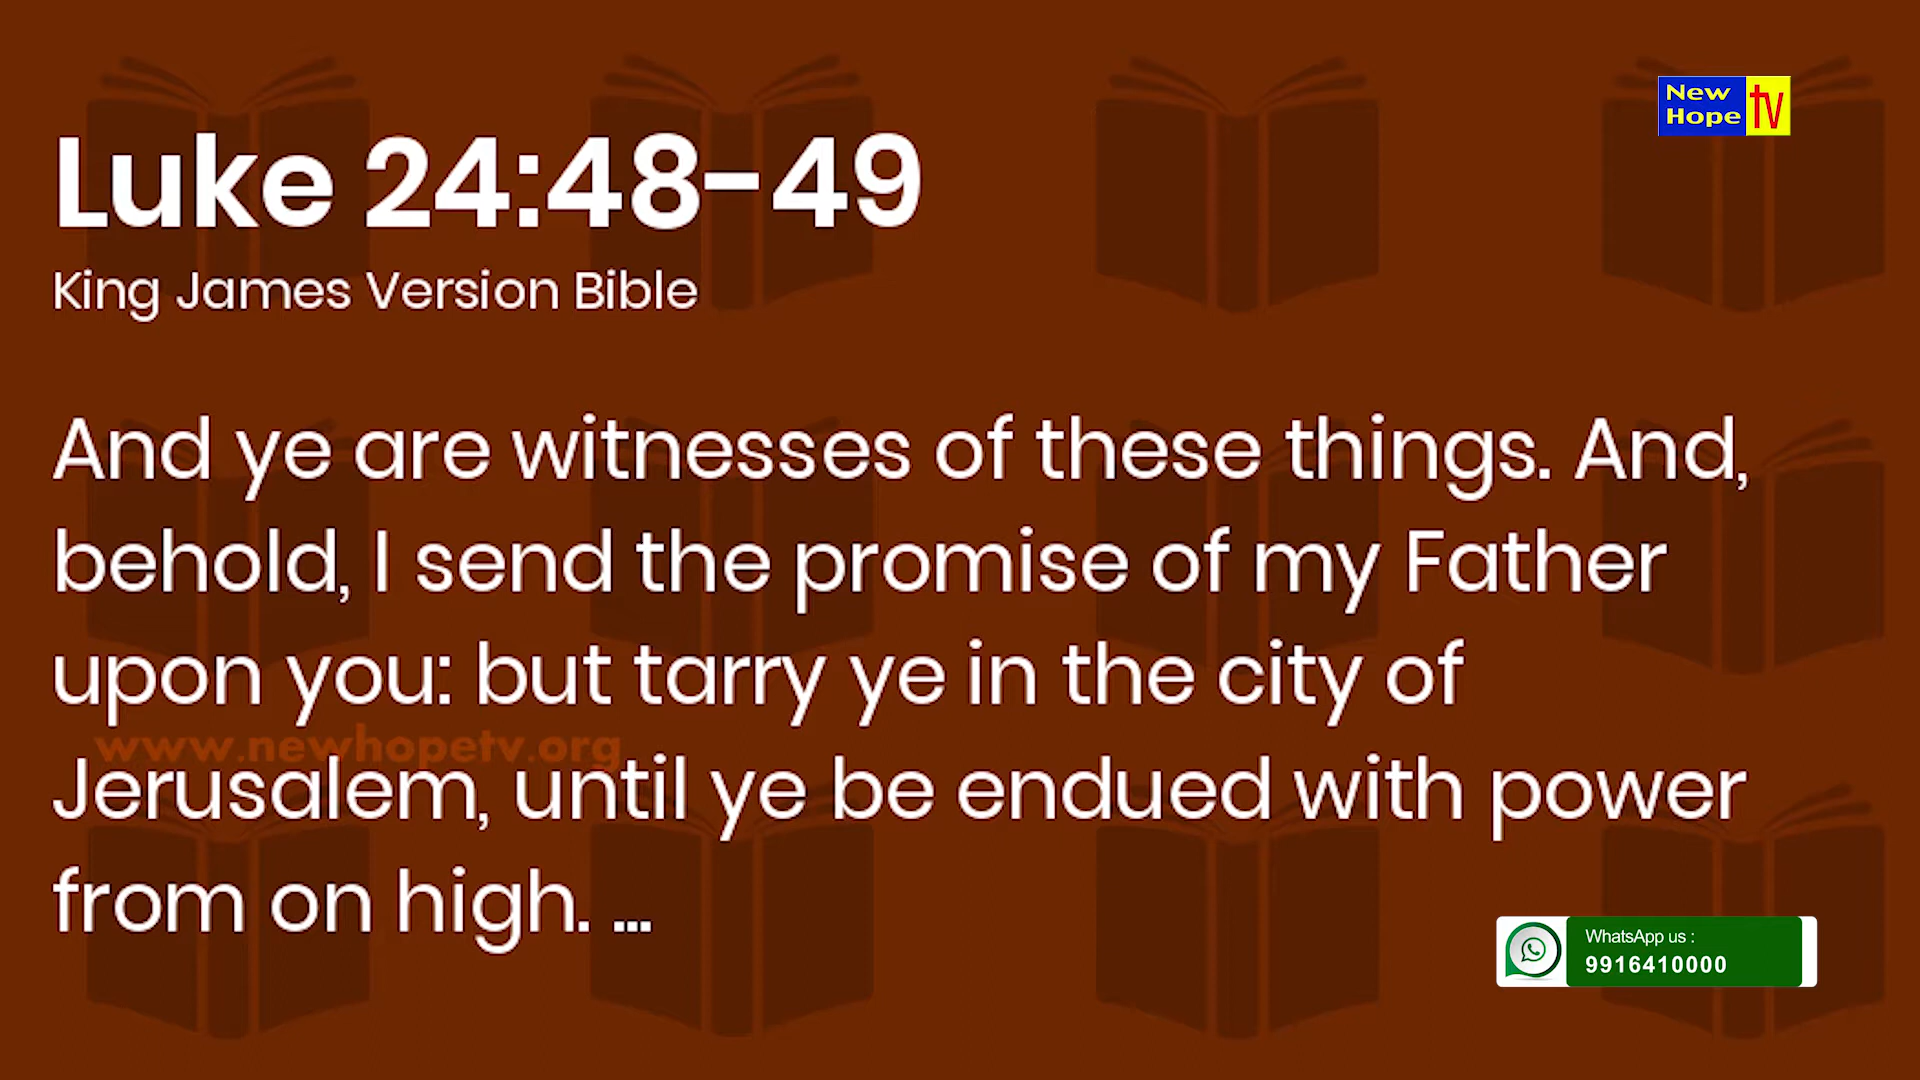 New
Hope
tv
Luke 24:48-49
King James Version Bible
And ye are witnesses of these things. And,
behold, I send the promise of my Father
upon you: but tarry ye in the city of
www.newhopetv.org
Jerusalem, until ye be endued with power
from on high. ...
WhatsApp us :
9916410000